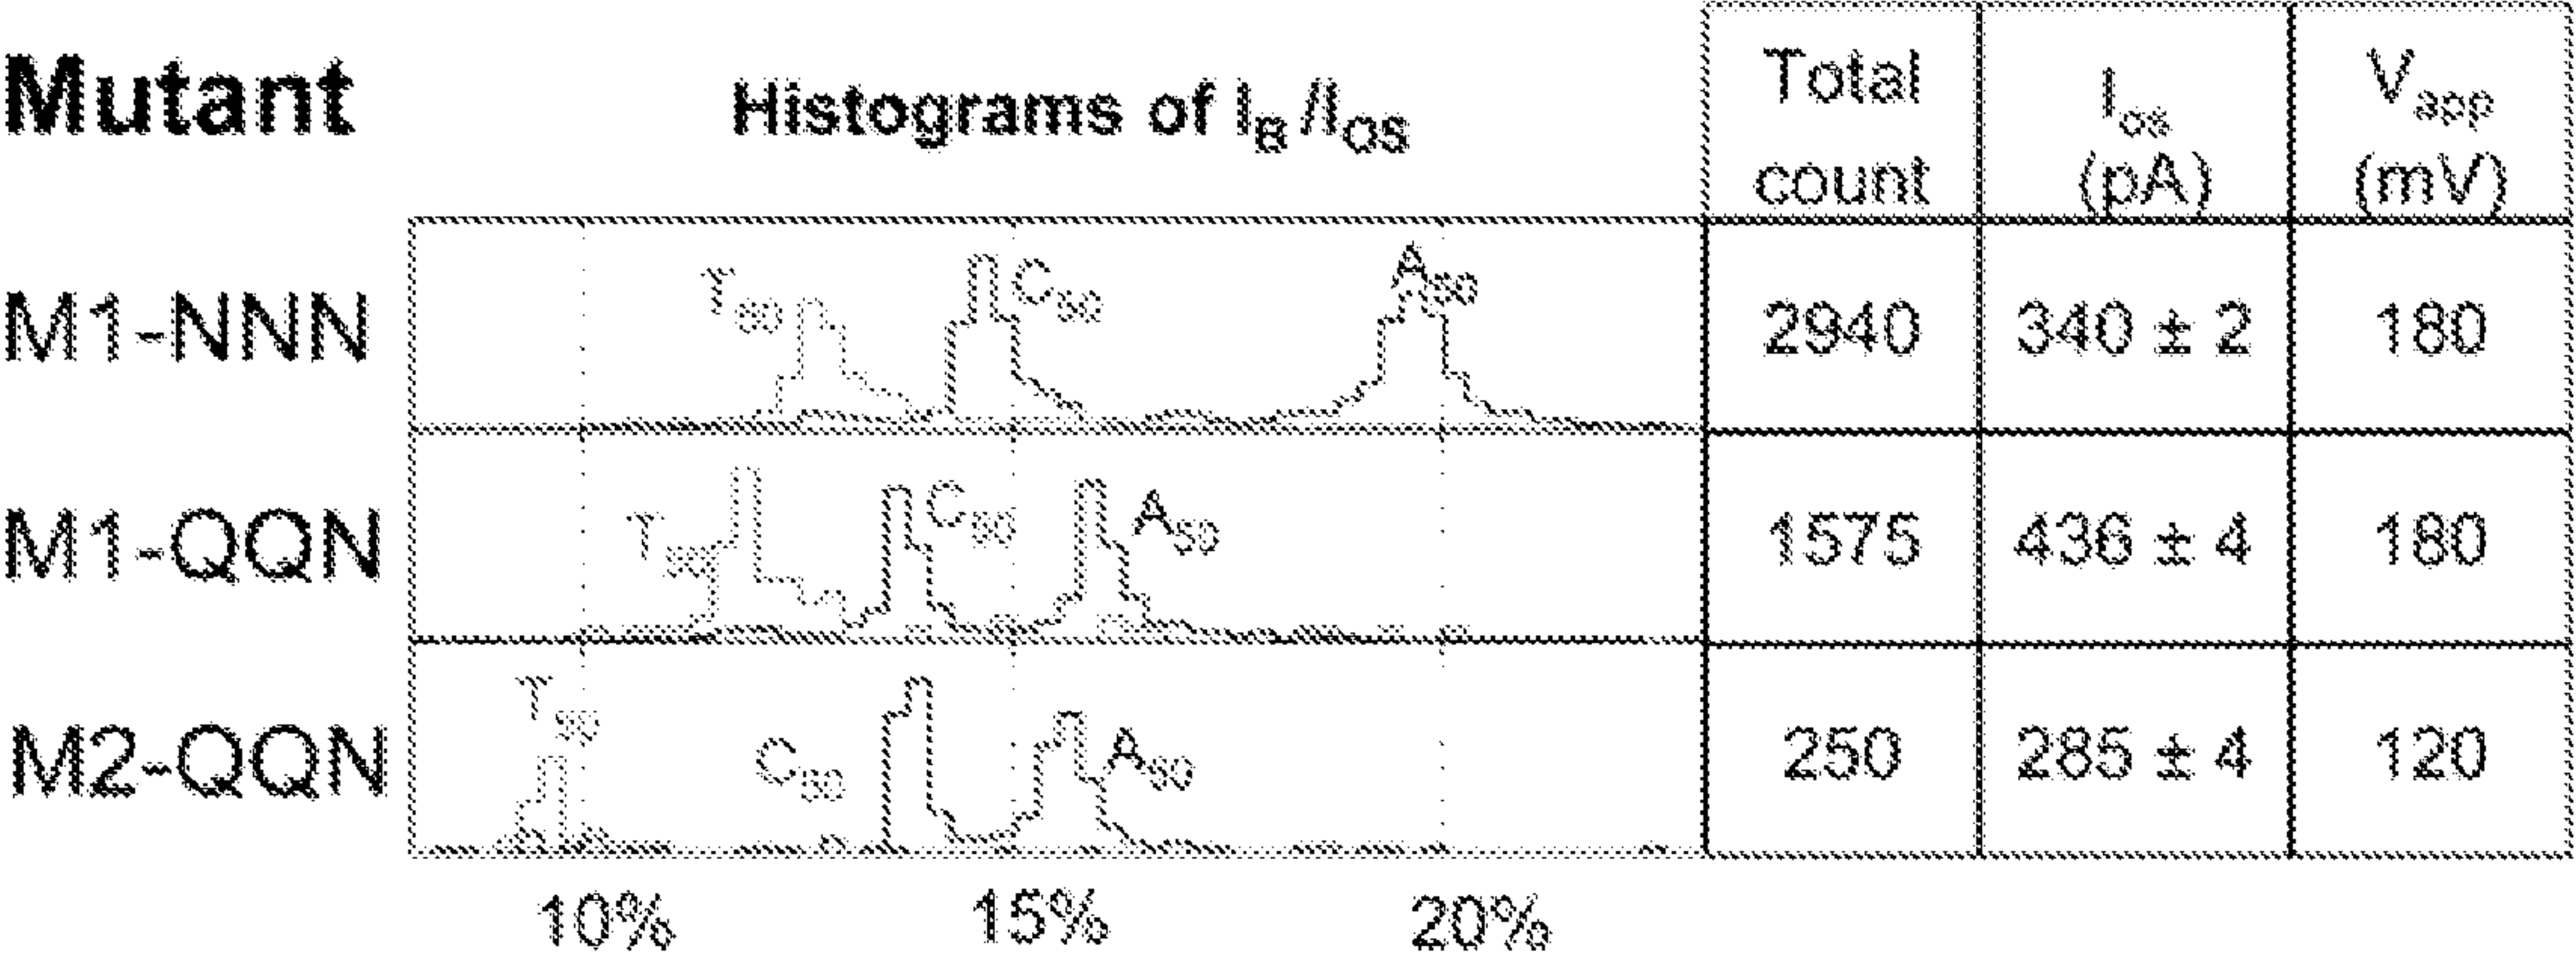 Mutant
Histograms of I_B/I_OS
Total count
I_os (pA)
V_app (mV)
M1-NNN
T_50
C_50
A_50
2940
340 ± 2
180
M1-QQN
T_50
C_50
A_50
1575
436 ± 4
180
M2-QQN
T_50
C_50
A_50
250
285 ± 4
120
10%
15%
20%